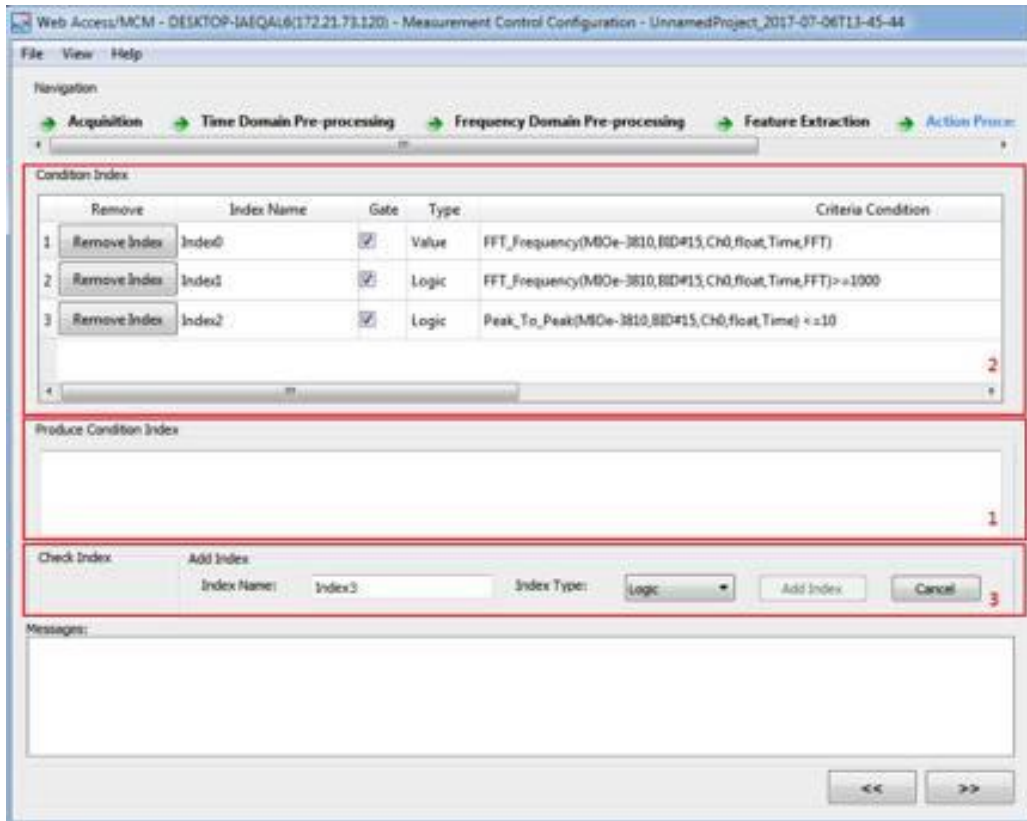 Web Access/MCM - DESKTOP-IAEQAL6(172.21.73.120) - Measurement Control Configuration - UnnamedProject_2017-07-06T13-45-44
File View Help
Navigation
Acquisition Time Domain Pre-processing Frequency Domain Pre-processing Feature Extraction Action Proce
Condition Index
Remove Index Name Gate Type Criteria Condition
1 Remove Index Index0 Value FFT_Frequency(MIOe-3810,BID#15,Ch0,float,Time,FFT)
2 Remove Index Index1 Logic FFT_Frequency(MIOe-3810,BID#15,Ch0,float,Time,FFT)>=1000
3 Remove Index Index2 Logic Peak_To_Peak(MIOe-3810,BID#15,Ch0,float,Time) <=10
2
Produce Condition Index
1
Check Index Add Index
Index Name: Index3 Index Type: Logic Add Index Cancel 3
Messages:
<< >>